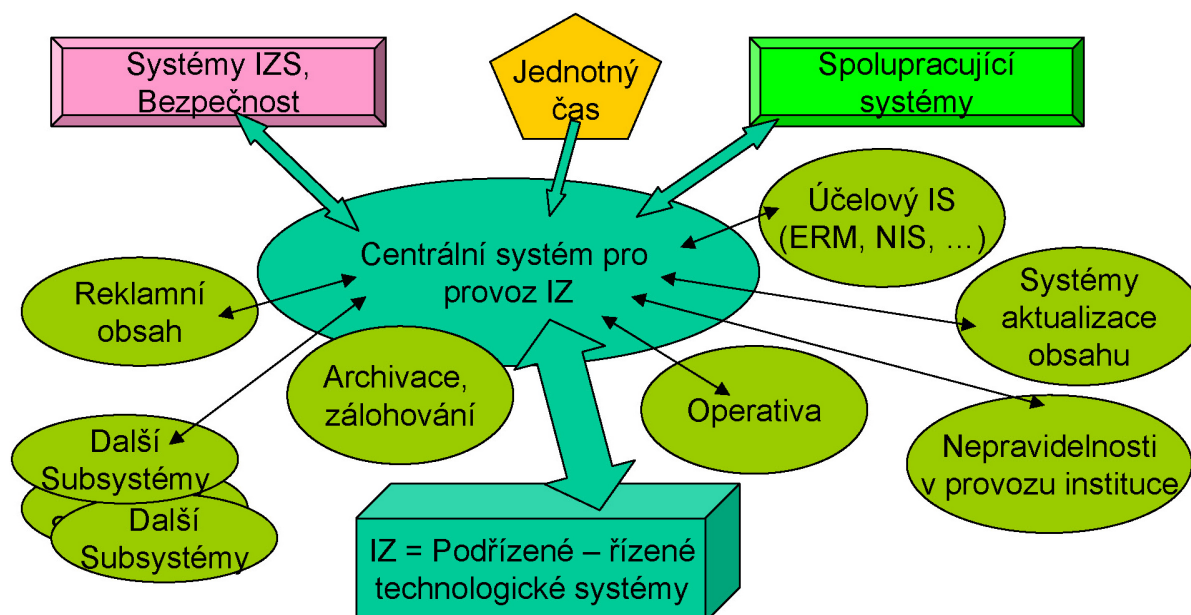 Systémy IZS,
Bezpečnost
Jednotný
čas
Spolupracující
systémy
Účelový IS
(ERM, NIS, …)
Centrální systém pro
provoz IZ
Reklamní
obsah
Systémy
aktualizace
obsahu
Archivace,
zálohování
Operativa
Nepravidelnosti
v provozu instituce
Další
Subsystémy
Další
Subsystémy
IZ = Podřízené – řízené
technologické systémy